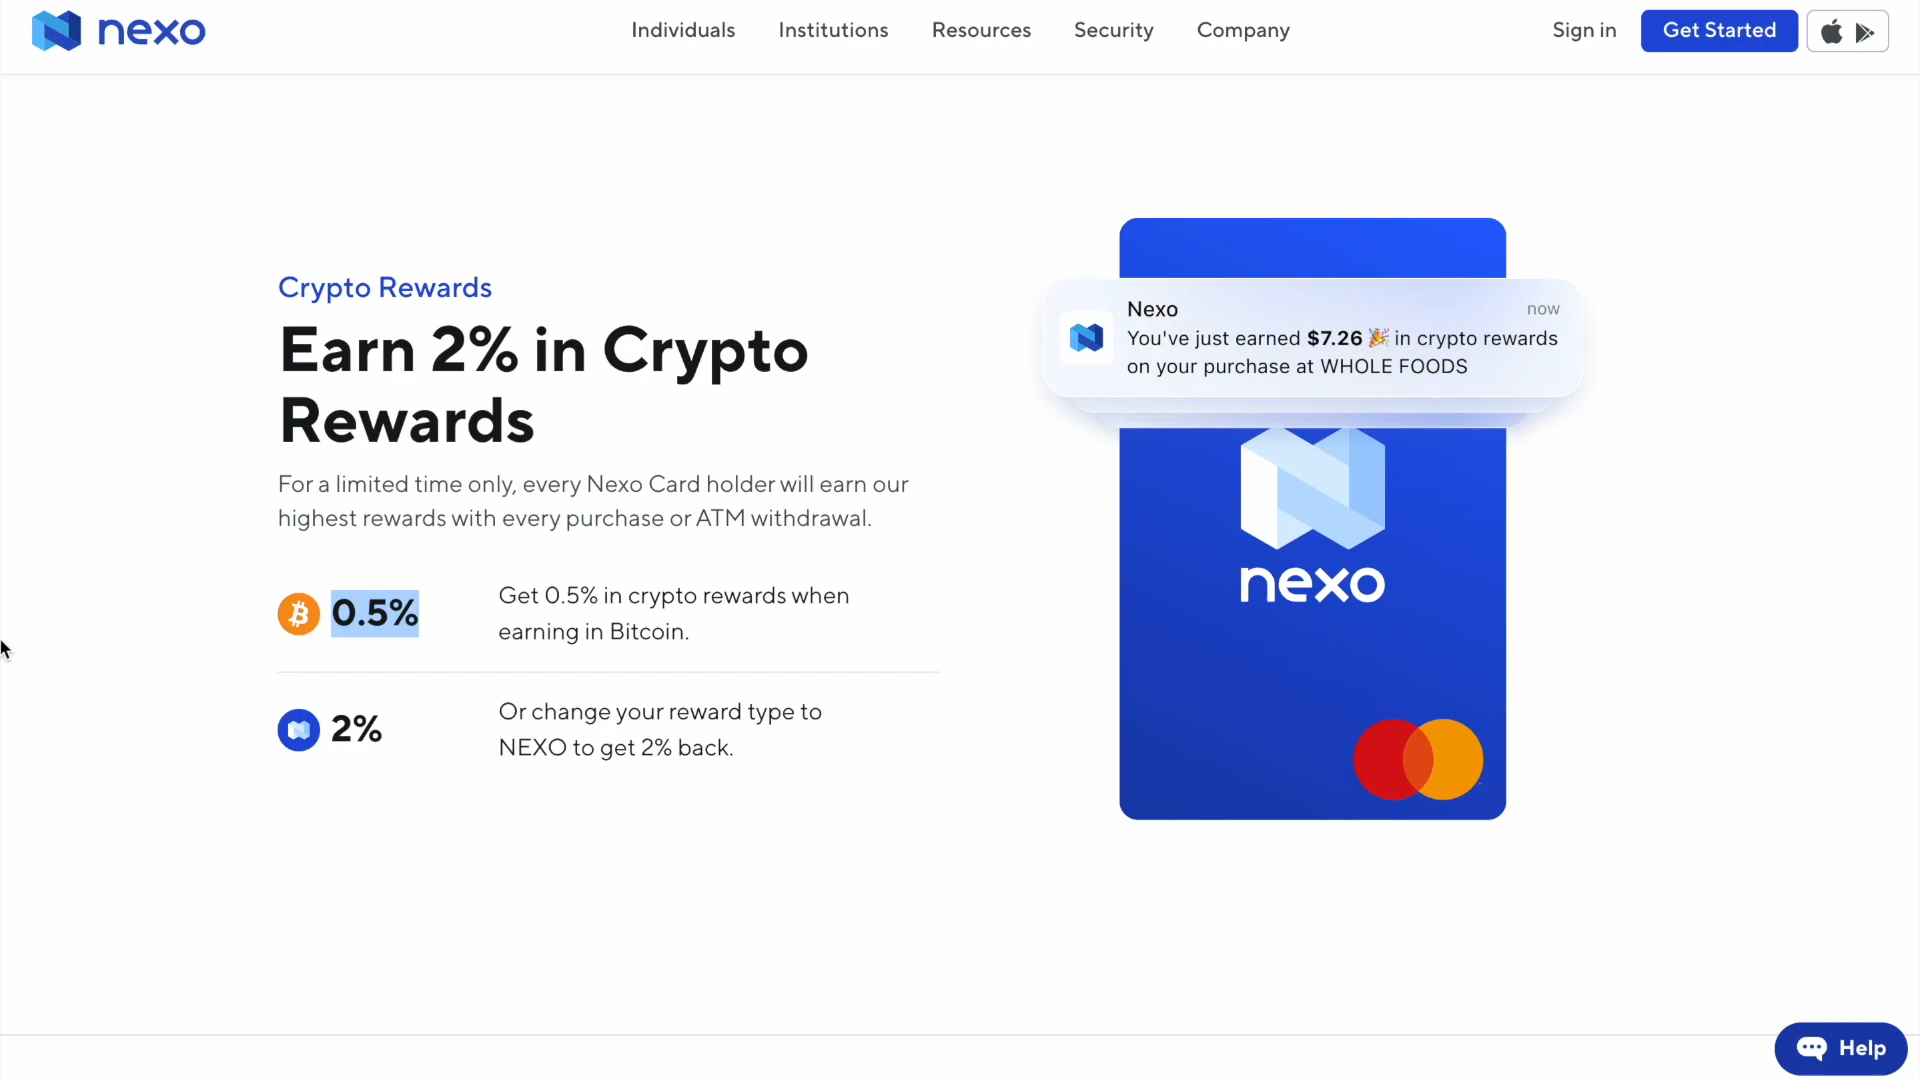 nexo
Individuals
Institutions
Resources
Security
Company
Sign in
Get Started
Crypto Rewards
Earn 2% in Crypto
Rewards
For a limited time only, every Nexo Card holder will earn our
highest rewards with every purchase or ATM withdrawal.
0.5%
Get 0.5% in crypto rewards when
earning in Bitcoin.
2%
Or change your reward type to
NEXO to get 2% back.
Nexo
now
You've just earned $7.26 🎉 in crypto rewards
on your purchase at WHOLE FOODS
nexo
Help